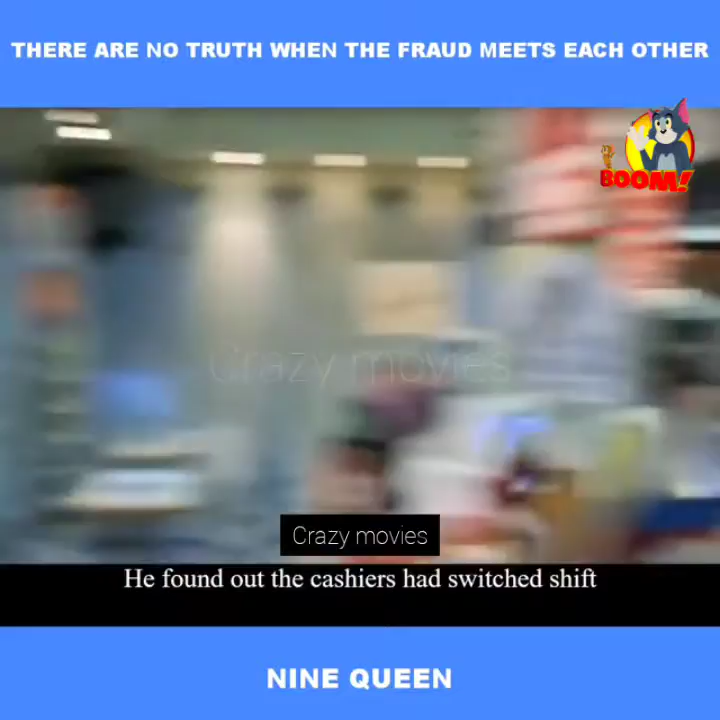 THERE ARE NO TRUTH WHEN THE FRAUD MEETS EACH OTHER
BOOM!
Crazy movies
Crazy movies
He found out the cashiers had switched shift
NINE QUEEN